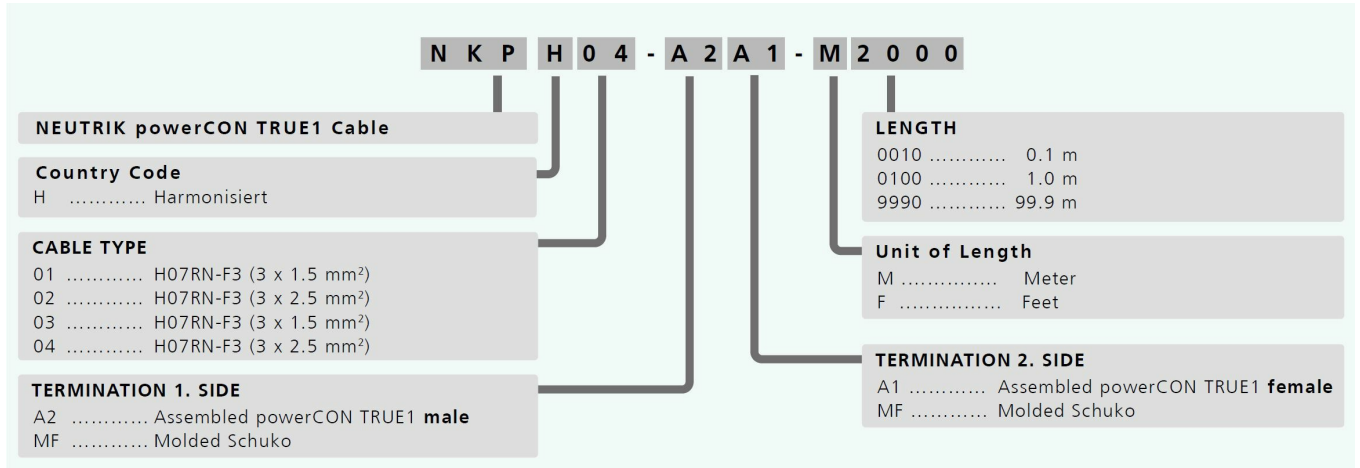 N K P H 0 4 - A 2 A 1 - M 2 0 0 0
NEUTRIK powerCON TRUE1 Cable
Country Code
H ............ Harmonisiert
CABLE TYPE
01 ............ H07RN-F3 (3 x 1.5 mm²)
02 ............ H07RN-F3 (3 x 2.5 mm²)
03 ............ H07RN-F3 (3 x 1.5 mm²)
04 ............ H07RN-F3 (3 x 2.5 mm²)
TERMINATION 1. SIDE
A2 ............ Assembled powerCON TRUE1 male
MF ............ Molded Schuko
LENGTH
0010 ............ 0.1 m
0100 ............ 1.0 m
9990 ............ 99.9 m
Unit of Length
M ............... Meter
F ................ Feet
TERMINATION 2. SIDE
A1 ............ Assembled powerCON TRUE1 female
MF ............ Molded Schuko